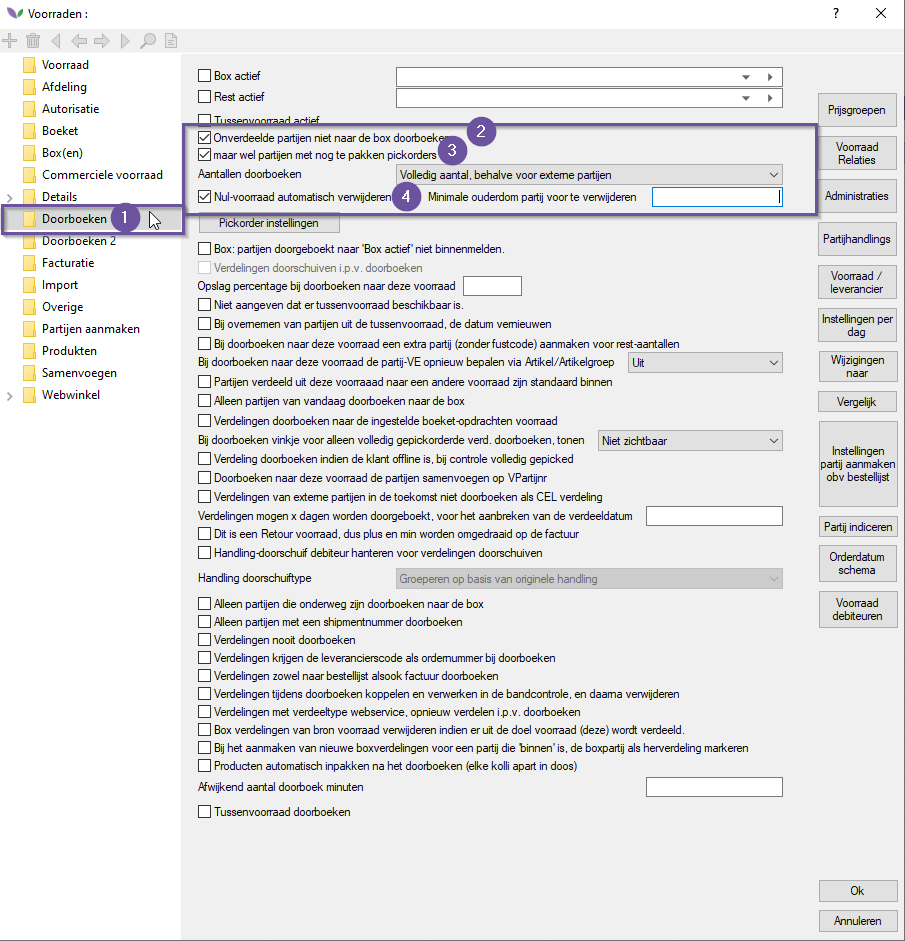 Voorraden :
?
Voorraad
Afdeling
Autorisatie
Boeket
Box(en)
Commerciele voorraad
Details
Doorboeken 1
Doorboeken 2
Facturatie
Import
Overige
Partijen aanmaken
Produkten
Samenvoegen
Webwinkel
Box actief
Rest actief
Tussenvoorraad actief
Onverdeelde partijen niet naar de box doorboeken 2
maar wel partijen met nog te pakken pickorders 3
Aantallen doorboeken Volledig aantal, behalve voor externe partijen
Nul-voorraad automatisch verwijderen 4 Minimale ouderdom partij voor te verwijderen
Pickorder instellingen
Box: partijen doorgeboekt naar 'Box actief' niet binnenmelden.
Verdelingen doorschuiven i.p.v. doorboeken
Opslag percentage bij doorboeken naar deze voorraad
Niet aangeven dat er tussenvoorraad beschikbaar is.
Bij overnemen van partijen uit de tussenvoorraad, de datum vernieuwen
Bij doorboeken naar deze voorraad een extra partij (zonder fustcode) aanmaken voor rest-aantallen
Bij doorboeken naar deze voorraad de partij-VE opnieuw bepalen via Artikel/Artikelgroep Uit
Partijen verdeeld uit deze voorraaad naar een andere voorraad zijn standaard binnen
Alleen partijen van vandaag doorboeken naar de box
Verdelingen doorboeken naar de ingestelde boeket-opdrachten voorraad
Bij doorboeken vinkje voor alleen volledig gepickorderde verd. doorboeken, tonen Niet zichtbaar
Verdeling doorboeken indien de klant offline is, bij controle volledig gepicked
Doorboeken naar deze voorraad de partijen samenvoegen op VPartijnr
Verdelingen van externe partijen in de toekomst niet doorboeken als CEL verdeling
Verdelingen mogen x dagen worden doorgeboekt, voor het aanbreken van de verdeeldatum
Dit is een Retour voorraad, dus plus en min worden omgedraaid op de factuur
Handling-doorschuif debiteur hanteren voor verdelingen doorschuiven
Handling doorschuiftype Groeperen op basis van originele handling
Alleen partijen die onderweg zijn doorboeken naar de box
Alleen partijen met een shipmentnummer doorboeken
Verdelingen nooit doorboeken
Verdelingen krijgen de leverancierscode als ordernummer bij doorboeken
Verdelingen zowel naar bestellijst alsook factuur doorboeken
Verdelingen tijdens doorboeken koppelen en verwerken in de bandcontrole, en daarna verwijderen
Verdelingen met verdeeltype webservice, opnieuw verdelen i.p.v. doorboeken
Box verdelingen van bron voorraad verwijderen indien er uit de doel voorraad (deze) wordt verdeeld.
Bij het aanmaken van nieuwe boxverdelingen voor een partij die 'binnen' is, de boxpartij als herverdeling markeren
Producten automatisch inpakken na het doorboeken (elke kolli apart in doos)
Afwijkend aantal doorboek minuten
Tussenvoorraad doorboeken
Prijsgroepen
Voorraad
Relaties
Administraties
Partijhandlings
Voorraad /
leverancier
Instellingen per
dag
Wijzigingen
naar
Vergelijk
Instellingen
partij aanmaken
obv bestellijst
Partij indiceren
Orderdatum
schema
Voorraad
debiteuren
Ok
Annuleren